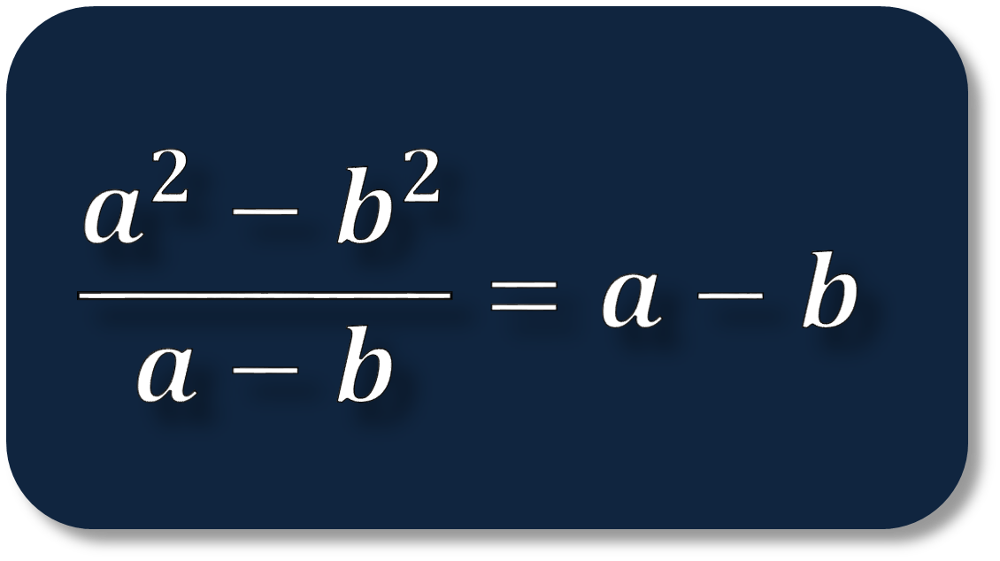 a² − b²
a − b
= a − b